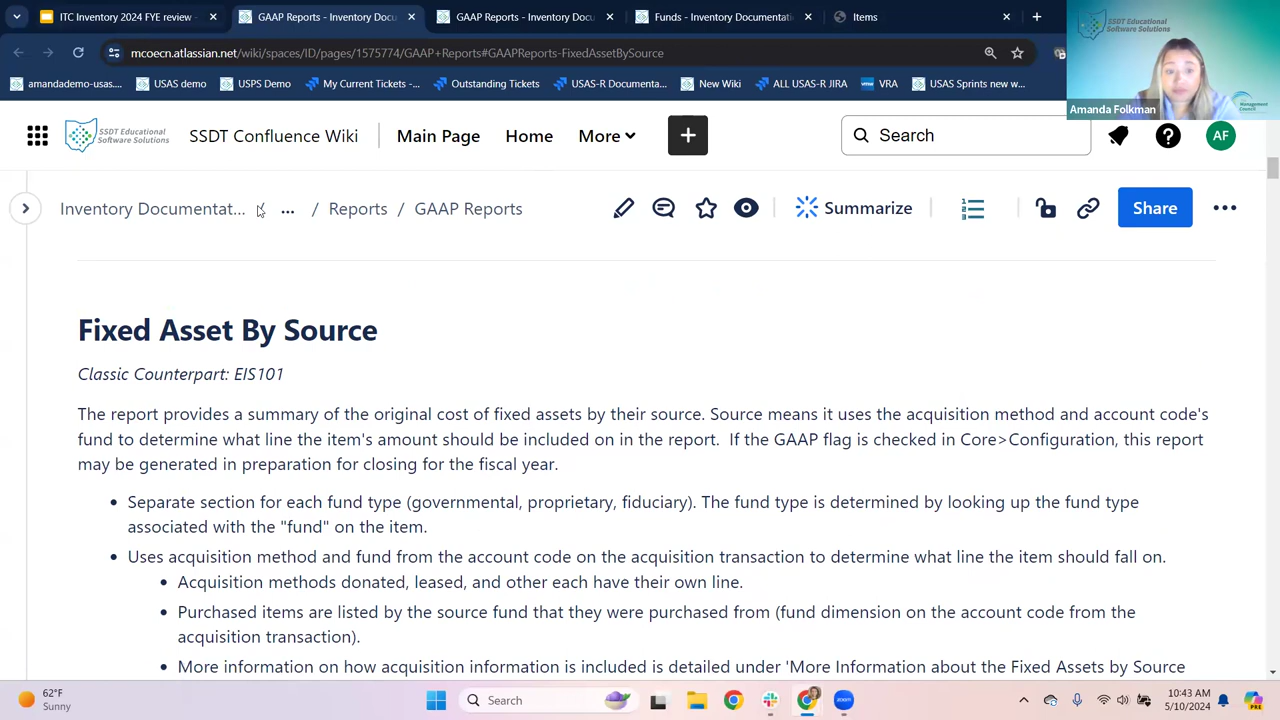 ITC Inventory 2024 FYE review -
GAAP Reports - Inventory Docu
GAAP Reports - Inventory Docu
Funds - Inventory Documentat
Items
mcoecn.atlassian.net/wiki/spaces/ID/pages/1575774/GAAP+Reports#GAAPReports-FixedAssetBySource
amandademo-usas...
USAS demo
USPS Demo
My Current Tickets -...
Outstanding Tickets
USAS-R Documenta...
New Wiki
ALL USAS-R JIRA
VRA
USAS Sprints new w...
SSDT Educational
Software Solutions
Amanda Folkman
Management
Council
SSDT Educational
Software Solutions
SSDT Confluence Wiki
Main Page
Home
More
Search
AF
Inventory Documentat... / ... / Reports / GAAP Reports
Summarize
Share
Fixed Asset By Source
Classic Counterpart: EIS101
The report provides a summary of the original cost of fixed assets by their source. Source means it uses the acquisition method and account code's
fund to determine what line the item's amount should be included on in the report. If the GAAP flag is checked in Core>Configuration, this report
may be generated in preparation for closing for the fiscal year.
• Separate section for each fund type (governmental, proprietary, fiduciary). The fund type is determined by looking up the fund type
associated with the "fund" on the item.
• Uses acquisition method and fund from the account code on the acquisition transaction to determine what line the item should fall on.
• Acquisition methods donated, leased, and other each have their own line.
• Purchased items are listed by the source fund that they were purchased from (fund dimension on the account code from the
acquisition transaction).
• More information on how acquisition information is included is detailed under 'More Information about the Fixed Assets by Source
62°F
Sunny
Search
zoom
10:43 AM
5/10/2024
PRE